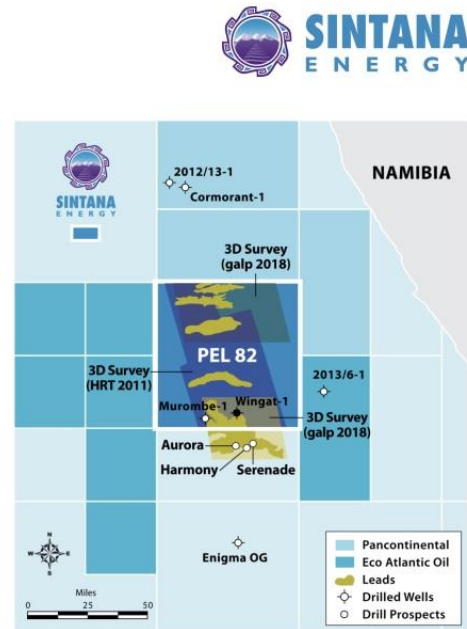 SINTANA
ENERGY
SINTANA
ENERGY
2012/13-1
Cormorant-1
NAMIBIA
3D Survey
(galp 2018)
PEL 82
3D Survey
(HRT 2011)
2013/6-1
Murombe-1
Wingat-1
3D Survey
(galp 2018)
Aurora
Harmony
Serenade
Enigma OG
N
W
E
S
Miles
0 25 50
Pancontinental
Eco Atlantic Oil
Leads
Drilled Wells
Drill Prospects